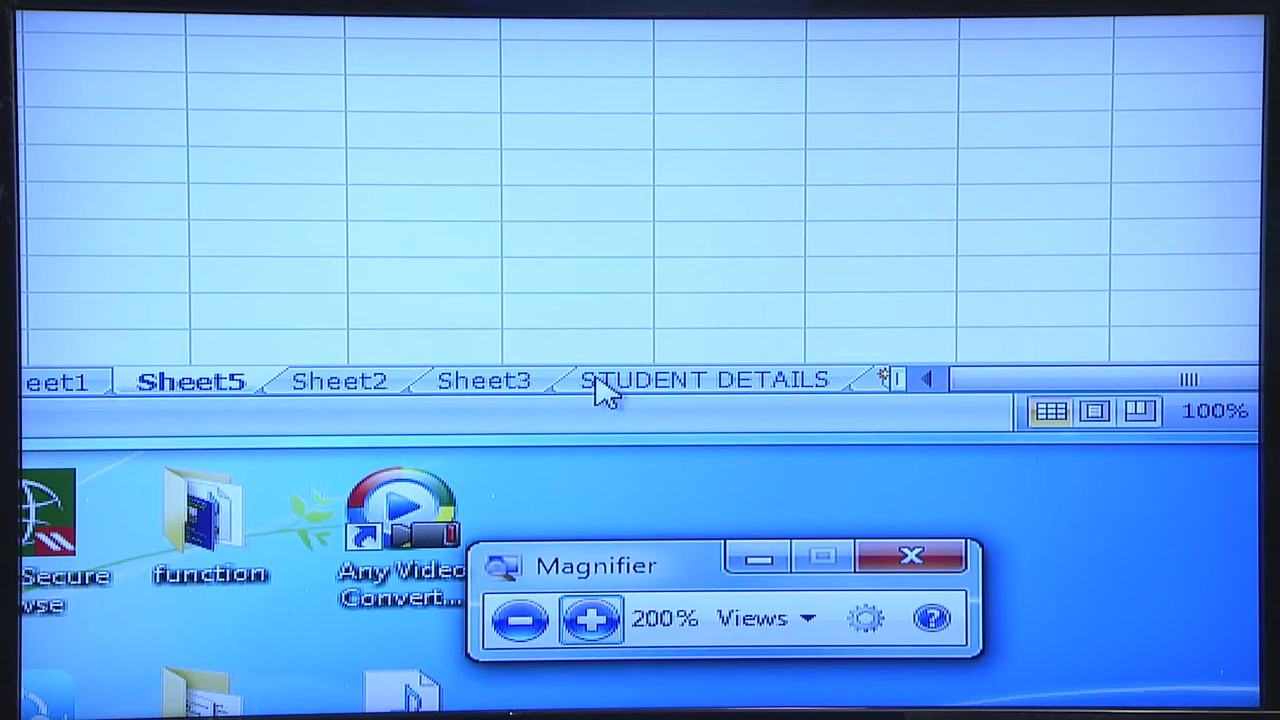 eet1 Sheet5 Sheet2 Sheet3 STUDENT DETAILS
100%
Secure
wse
function
Any Video
Convert...
Magnifier
200% Views